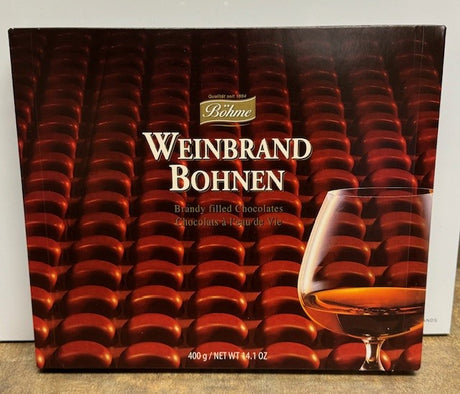 Qualität seit 1894
Böhme
WEINBRAND
BOHNEN
Brandy filled Chocolates
Chocolats à l'eau de Vie
400 g / NET WT 14.1 OZ